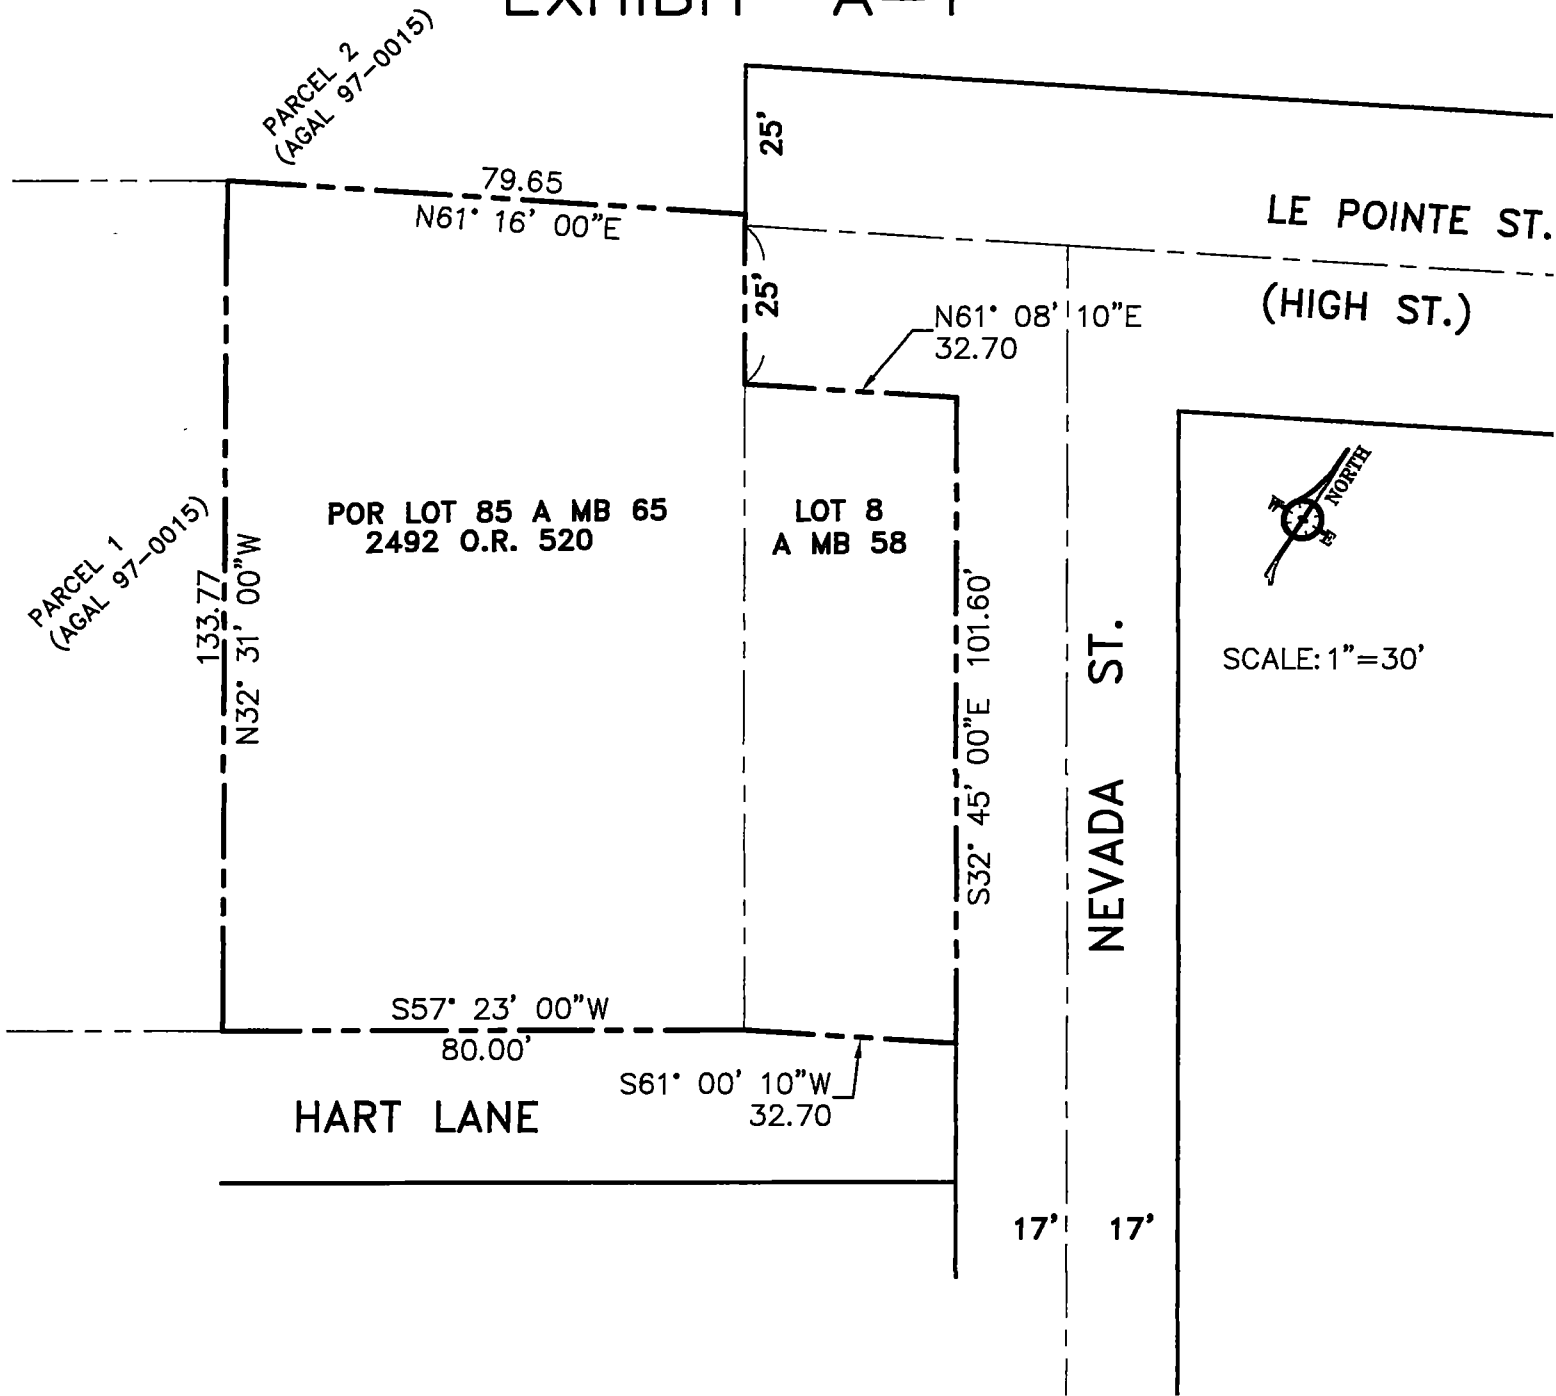 EXHIBIT "A-1"
PARCEL 2
(AGAL 97-0015)
25'
79.65
N61° 16' 00"E
LE POINTE ST.
25'
(HIGH ST.)
N61° 08' 10"E
32.70
NORTH
W
E
POR LOT 85 A MB 65
2492 O.R. 520
LOT 8
A MB 58
PARCEL 1
(AGAL 97-0015)
133.77
N32° 31' 00"W
S32° 45' 00"E 101.60'
NEVADA ST.
SCALE: 1"=30'
S57° 23' 00"W
80.00'
S61° 00' 10"W
32.70
HART LANE
17' 17'